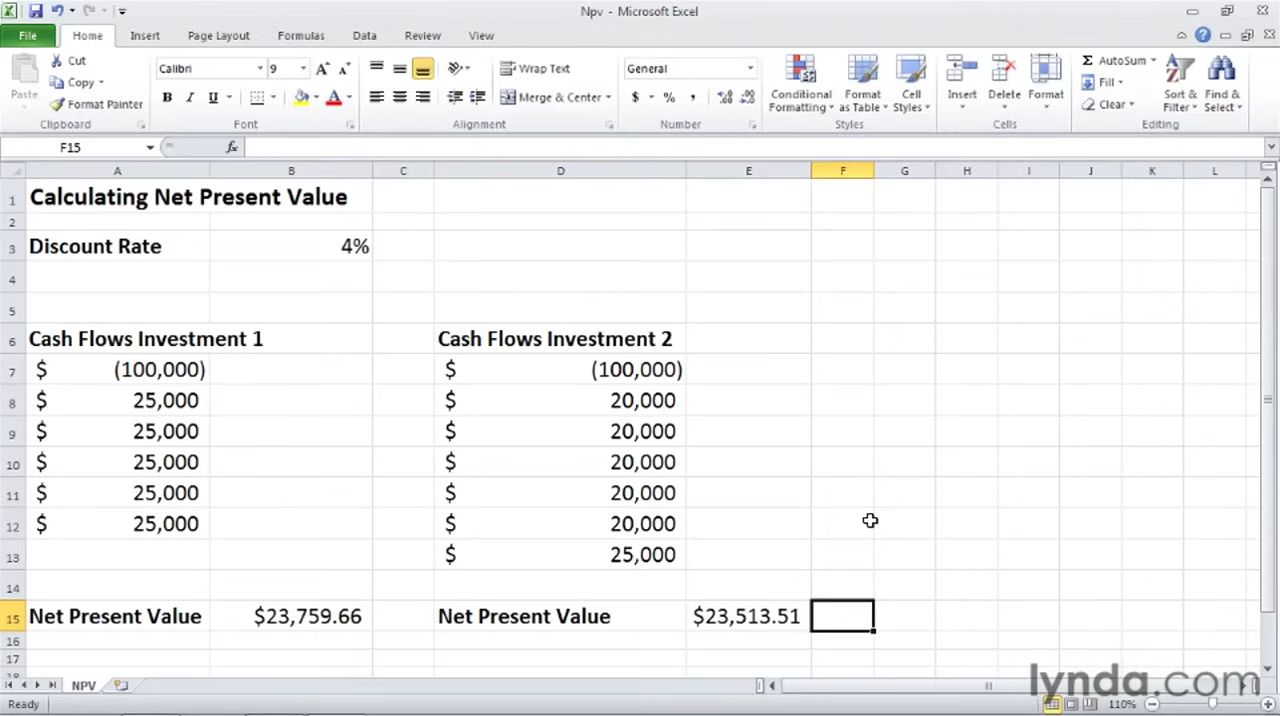 Npv - Microsoft Excel
File Home Insert Page Layout Formulas Data Review View
Paste
Cut
Copy
Format Painter
Clipboard
Calibri 9
B I U
Font
Wrap Text
Merge & Center
Alignment
General
$ % ,
Number
Conditional Formatting
Format as Table
Cell Styles
Styles
Insert Delete Format
Cells
Σ AutoSum
Fill
Clear
Sort & Filter
Find & Select
Editing
F15 fx
A B C D E F G H I J K L
1 Calculating Net Present Value
2
3 Discount Rate 4%
4
5
6 Cash Flows Investment 1 Cash Flows Investment 2
7 $ (100,000) $ (100,000)
8 $ 25,000 $ 20,000
9 $ 25,000 $ 20,000
10 $ 25,000 $ 20,000
11 $ 25,000 $ 20,000
12 $ 25,000 $ 20,000
13 $ 25,000
14
15 Net Present Value $23,759.66 Net Present Value $23,513.51
16
17
18
NPV
lynda.com
Ready 110%